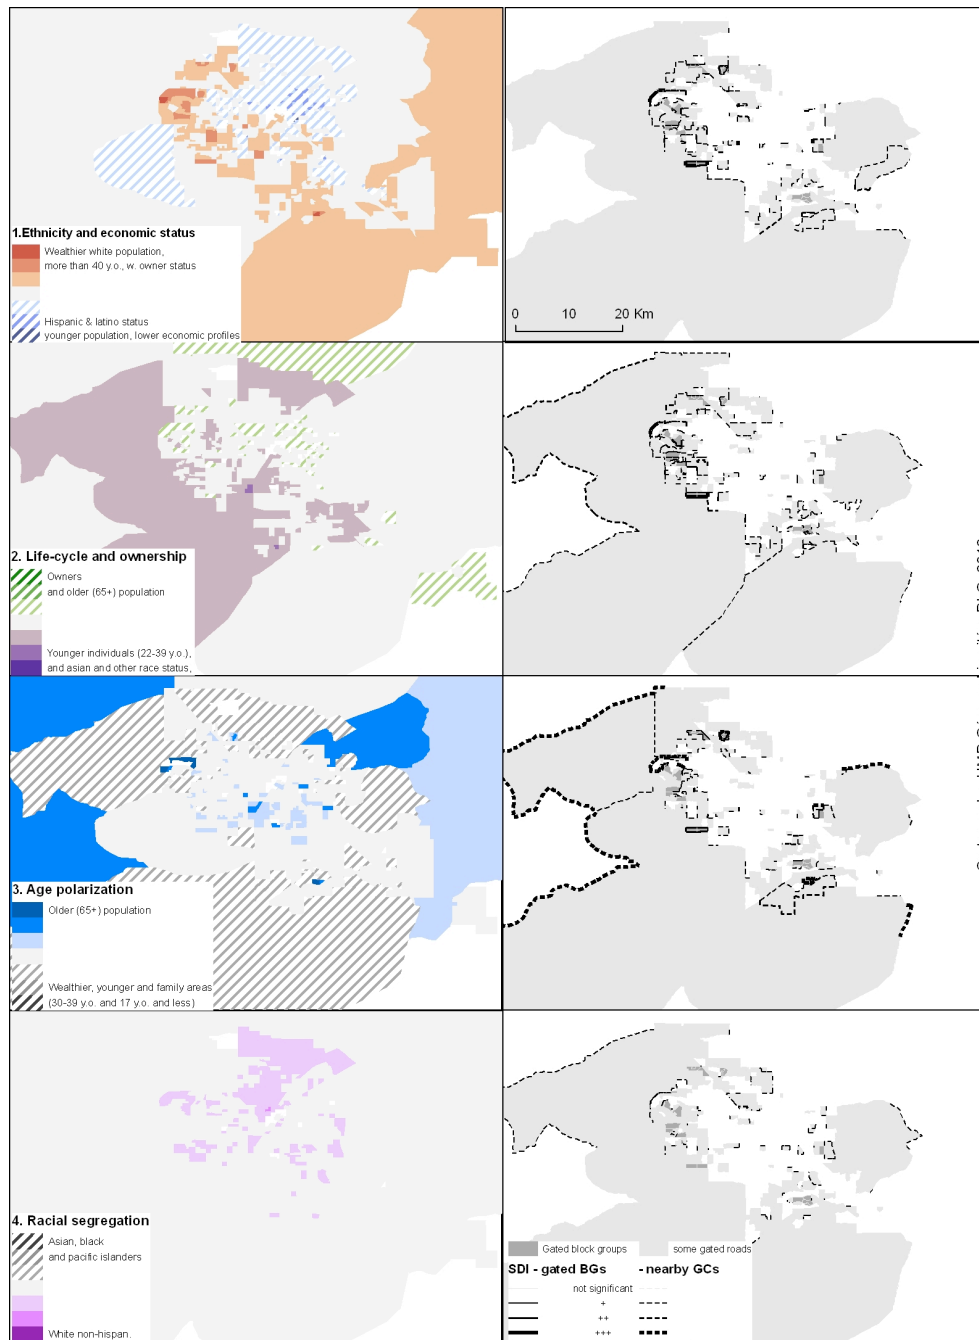 1.Ethnicity and economic status
Wealthier white population,
more than 40 y.o., w. owner status
Hispanic & latino status
younger population, lower economic profiles
0 10 20 Km
2. Life-cycle and ownership
Owners
and older (65+) population
Younger individuals (22-39 y.o.),
and asian and other race status,
3. Age polarization
Older (65+) population
Wealthier, younger and family areas
(30-39 y.o. and 17 y.o. and less)
4. Racial segregation
Asian, black
and pacific islanders
White non-hispan.
Gated block groups some gated roads
SDI - gated BGs - nearby GCs
not significant
+
++
+++